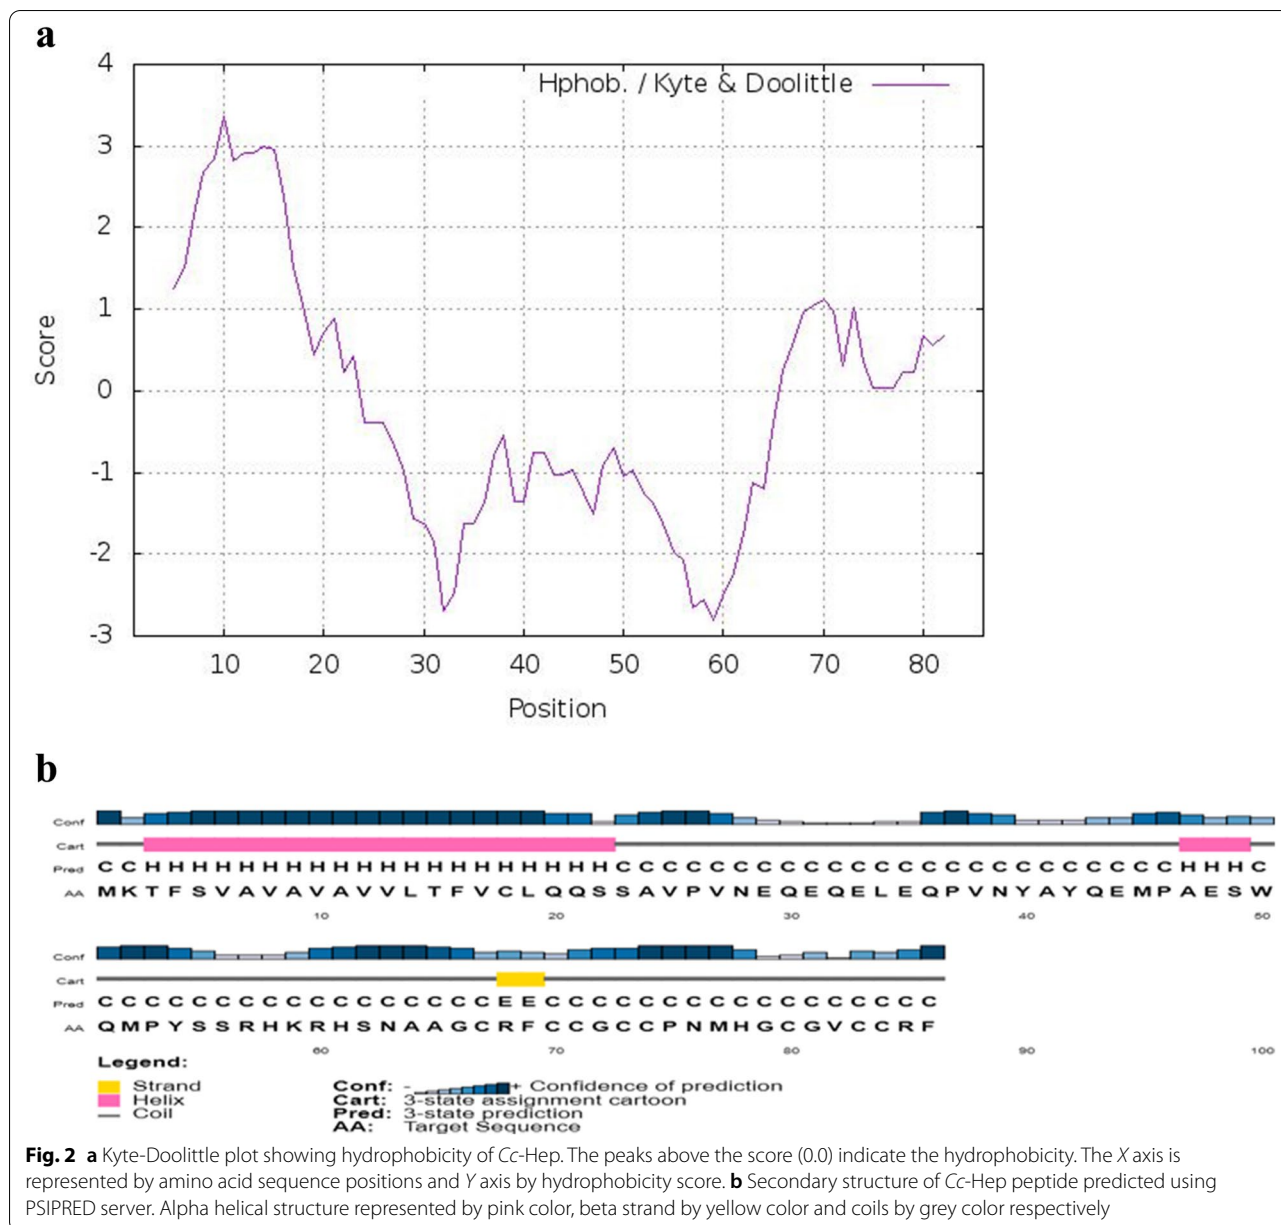 a
Hphob. / Kyte & Doolittle
4
3
2
1
0
-1
-2
-3
Score
10 20 30 40 50 60 70 80
Position
b
Conf
Cart
Pred C C H H H H H H H H H H H H H H H H H H H H C C C C C C C C C C C C C C C C C C C C C C C C H H H C
AA M K T F S V A V A V A V V L T F V C L Q Q S S A V P V N E Q E Q E L E Q P V N Y A Y Q E M P A E S W
10 20 30 40 50
Conf
Cart
Pred C C C C C C C C C C C C C C C C C E E C C C C C C C C C C C C C C C C C
AA Q M P Y S S R H K R H S N A A G C R F C C G C C P N M H G C G V C C R F
60 70 80 90 100
Legend:
Strand
Helix
Coil
Conf: - + Confidence of prediction
Cart: 3-state assignment cartoon
Pred: 3-state prediction
AA: Target Sequence
Fig. 2 a Kyte-Doolittle plot showing hydrophobicity of Cc-Hep. The peaks above the score (0.0) indicate the hydrophobicity. The X axis is
represented by amino acid sequence positions and Y axis by hydrophobicity score. b Secondary structure of Cc-Hep peptide predicted using
PSIPRED server. Alpha helical structure represented by pink color, beta strand by yellow color and coils by grey color respectively